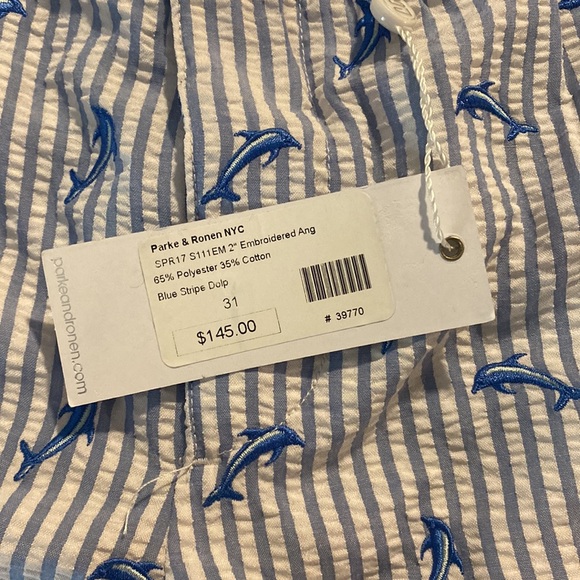 Parke & Ronen NYC
SPR17 S111EM 2" Embroidered Ang
65% Polyester 35% Cotton
Blue Stripe Dolp
31
$145.00
# 39770
parkeandronen.com